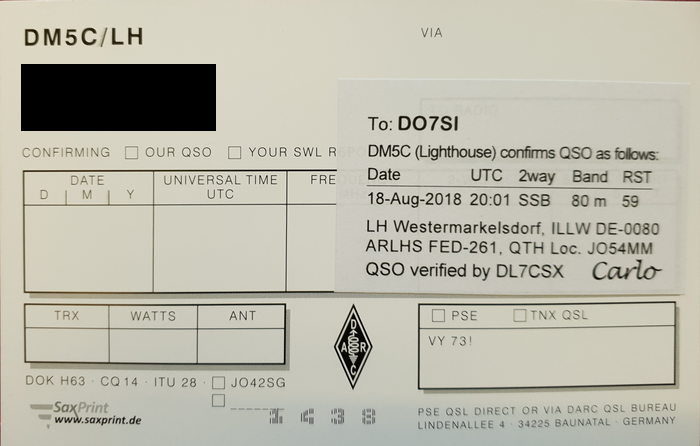 DM5C/LH
VIA
To: DO7SI
DM5C (Lighthouse) confirms QSO as follows:
Date UTC 2way Band RST
18-Aug-2018 20:01 SSB 80 m 59
LH Westermarkelsdorf, ILLW DE-0080
ARLHS FED-261, QTH Loc. JO54MM
QSO verified by DL7CSX Carlo
CONFIRMING OUR QSO YOUR SWL
DATE UNIVERSAL TIME FRE
D M Y UTC
TRX WATTS ANT
D
A R
C
PSE TNX QSL
VY 73!
DOK H63 · CQ 14 · ITU 28 · JO42SG
SaxPrint
www.saxprint.de
1438
PSE QSL DIRECT OR VIA DARC QSL BUREAU
LINDENALLEE 4 · 34225 BAUNATAL · GERMANY